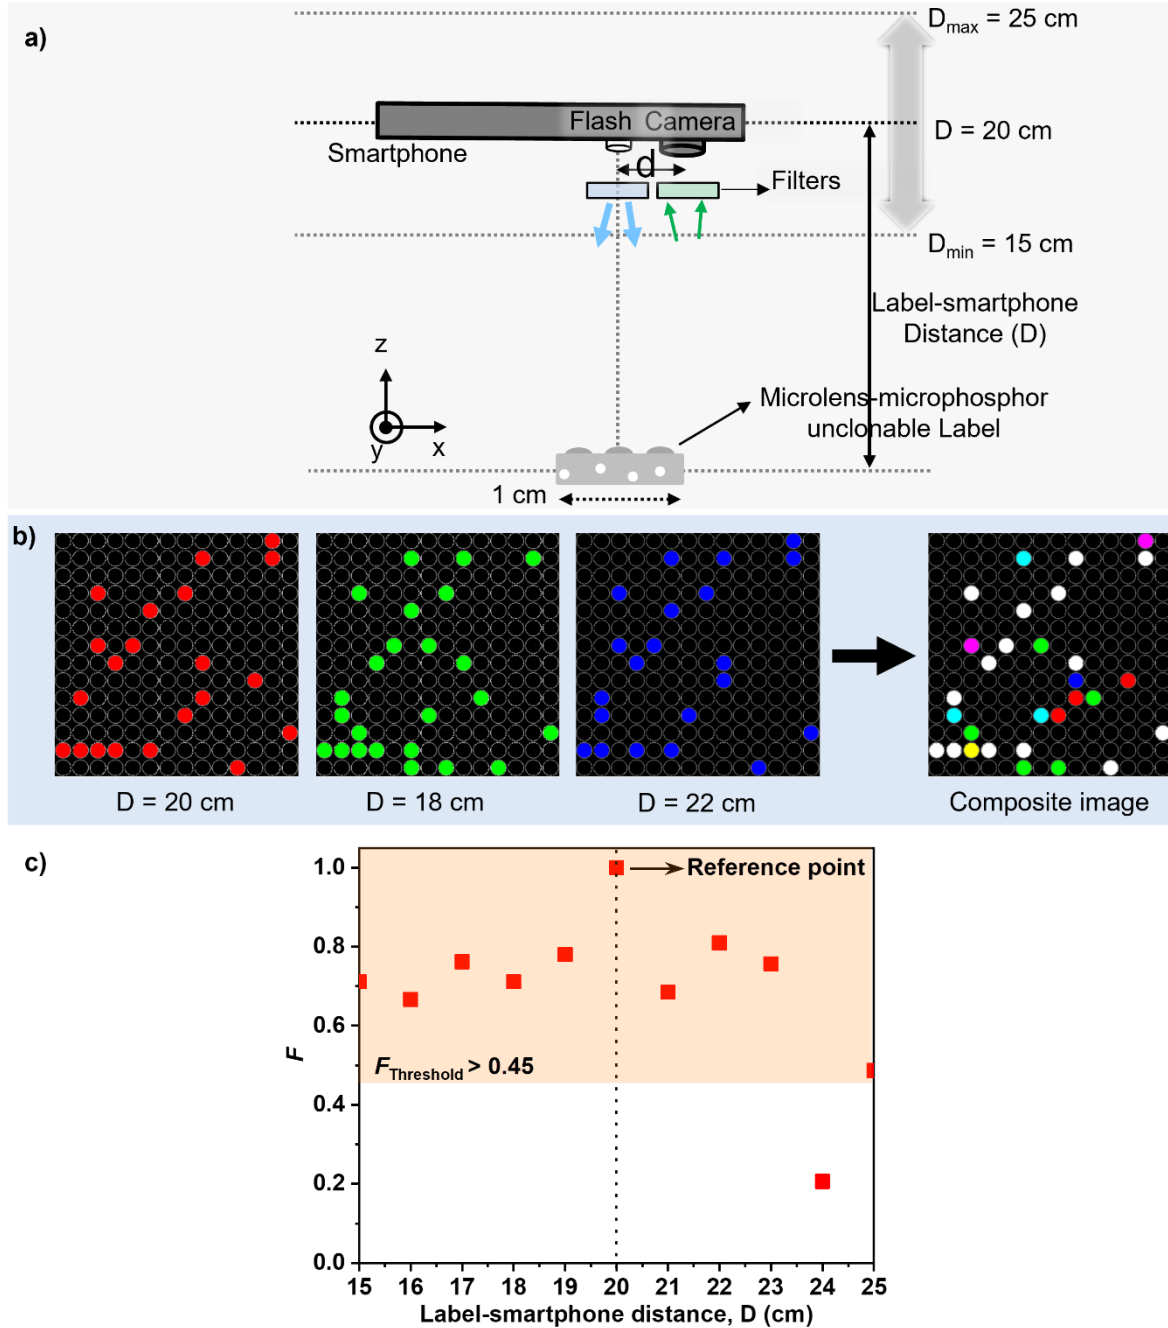 a)
D_max = 25 cm
Flash Camera
D = 20 cm
Smartphone
d
Filters
D_min = 15 cm
Label-smartphone
Distance (D)
z
y
x
Microlens-microphosphor
unclonable Label
1 cm
b)
D = 20 cm
D = 18 cm
D = 22 cm
Composite image
c)
1.0
0.8
0.6
0.4
0.2
0.0
F
Reference point
F_Threshold > 0.45
15 16 17 18 19 20 21 22 23 24 25
Label-smartphone distance, D (cm)